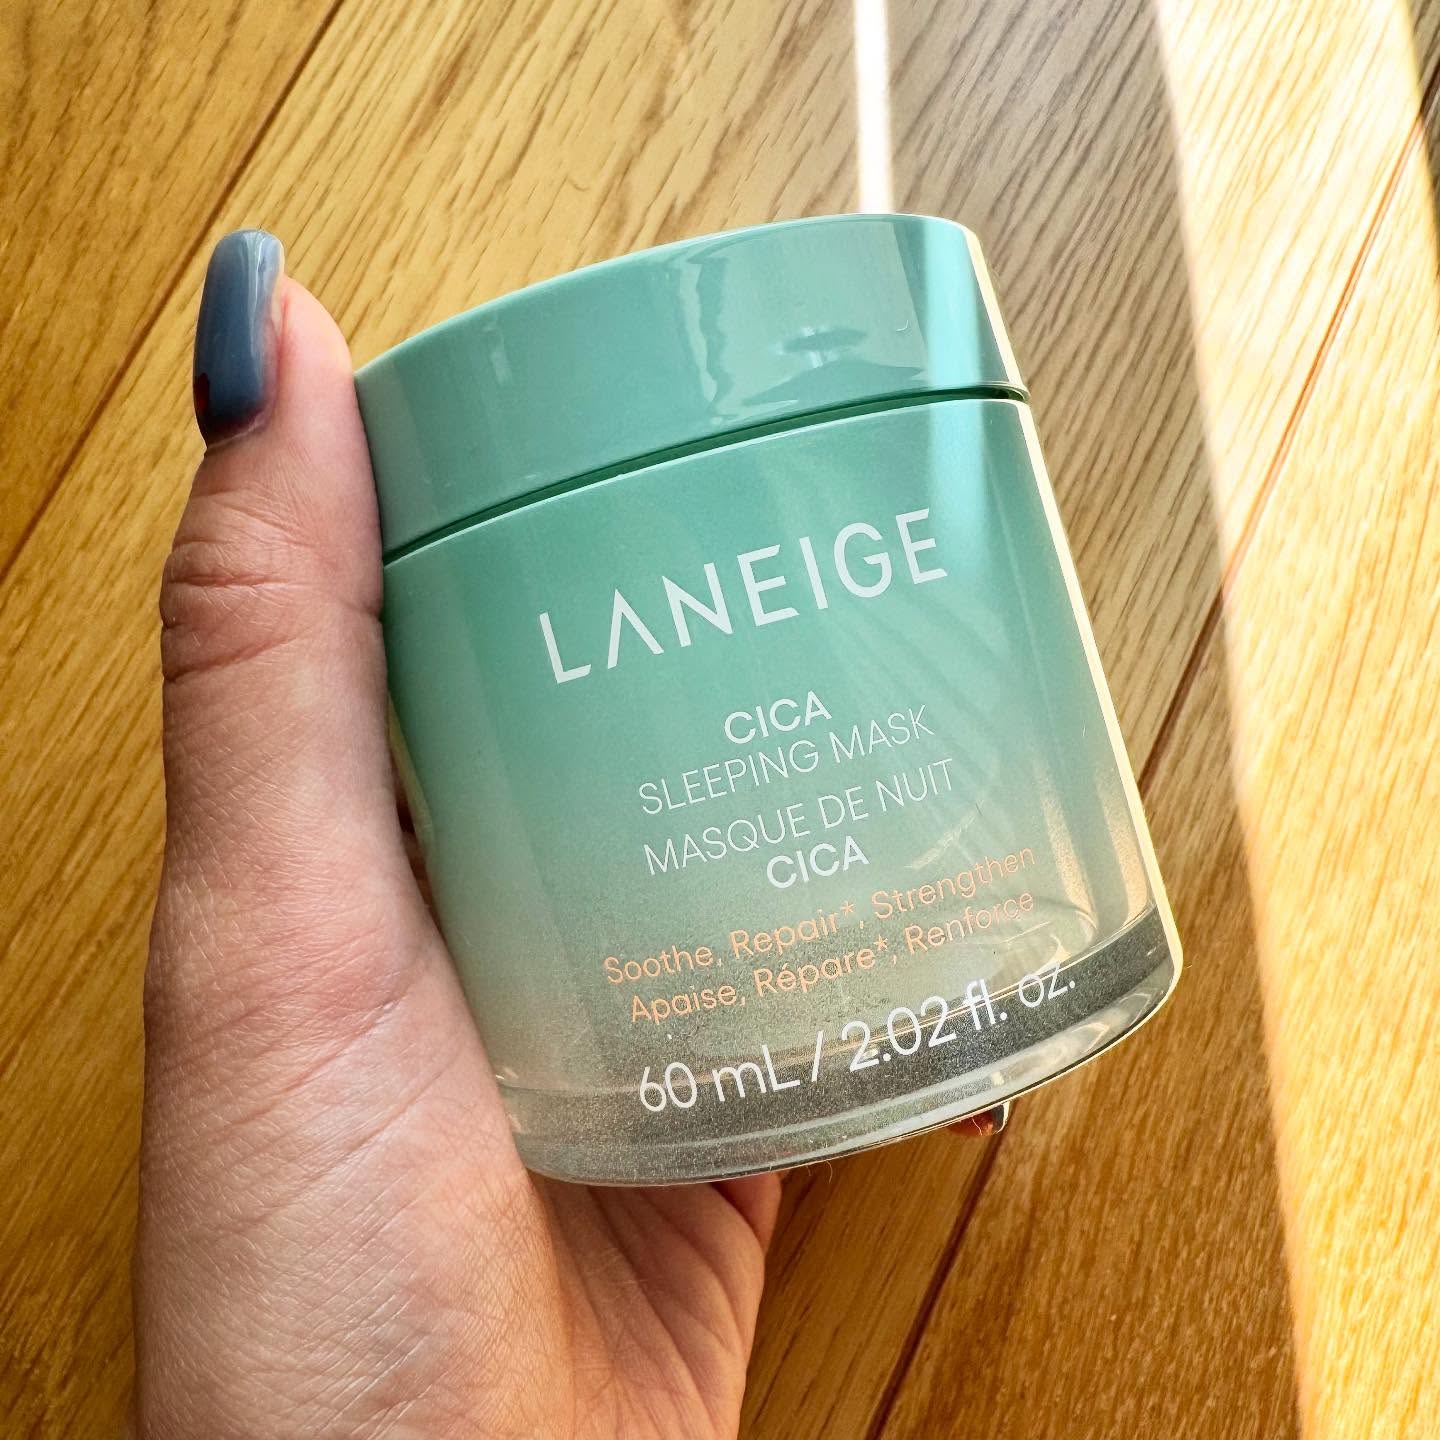 LANEIGE
CICA
SLEEPING MASK
MASQUE DE NUIT
CICA
Soothe, Repair*, Strengthen
Apaise, Répare*, Renforce
60 mL / 2.02 fl. oz.